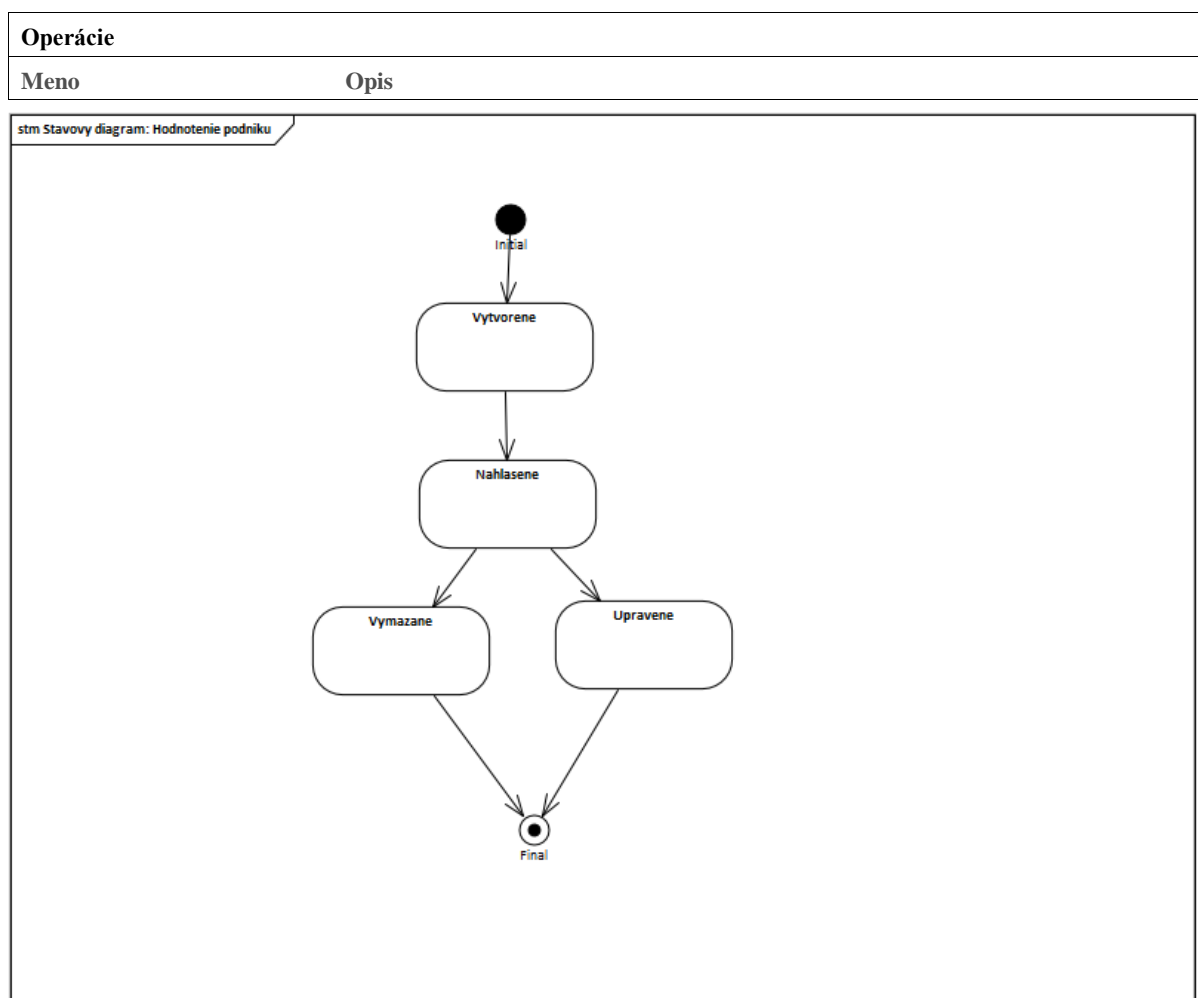 Operácie
Meno Opis
stm Stavovy diagram: Hodnotenie podniku
Initial
Vytvorene
Nahlasene
Vymazane
Upravene
Final